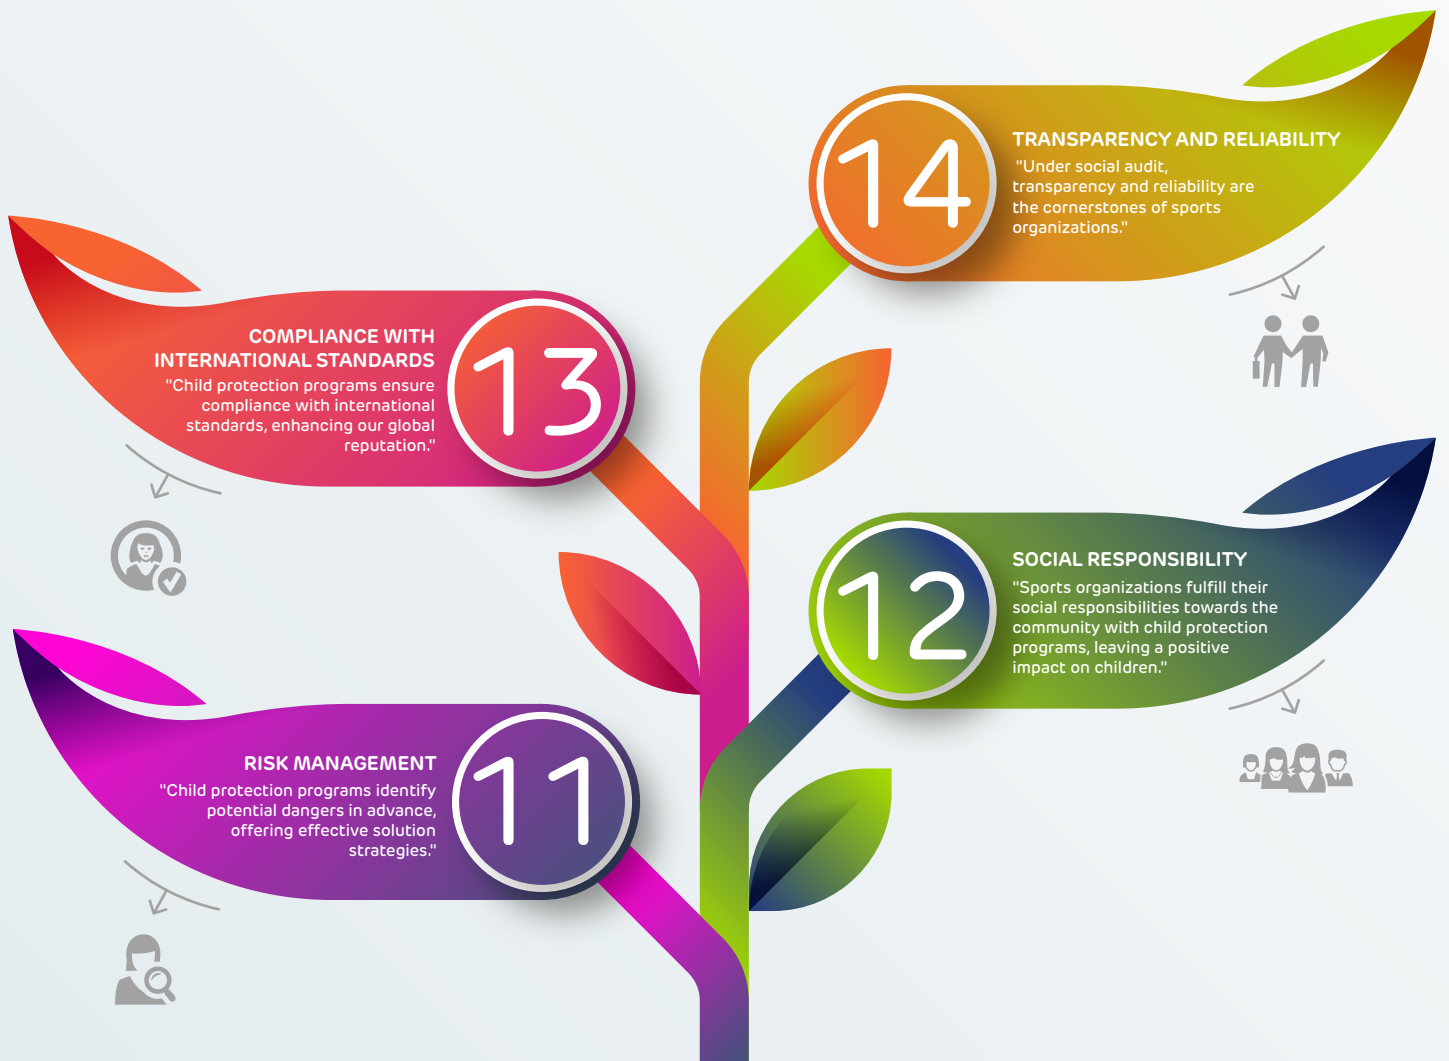 14
TRANSPARENCY AND RELIABILITY
"Under social audit,
transparency and reliability are
the cornerstones of sports
organizations."
13
COMPLIANCE WITH
INTERNATIONAL STANDARDS
"Child protection programs ensure
compliance with international
standards, enhancing our global
reputation."
12
SOCIAL RESPONSIBILITY
"Sports organizations fulfill their
social responsibilities towards the
community with child protection
programs, leaving a positive
impact on children."
11
RISK MANAGEMENT
"Child protection programs identify
potential dangers in advance,
offering effective solution
strategies."